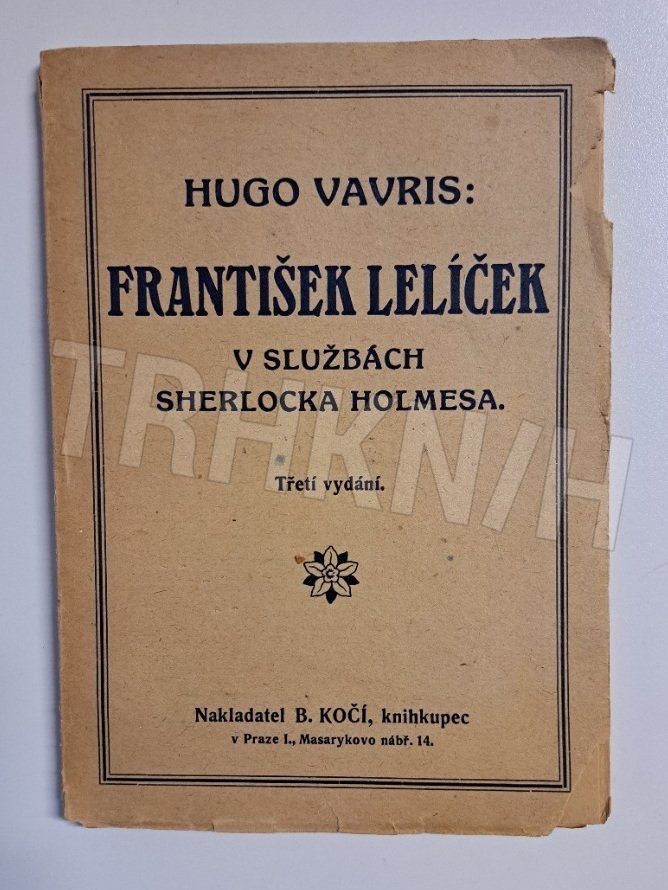 HUGO VAVRIS:
FRANTIŠEK LELÍČEK
V SLUŽBÁCH
SHERLOCKA HOLMESA.
TRHKNIH
Třetí vydání.
Nakladatel B. KOČÍ, knihkupec
v Praze I., Masarykovo nábř. 14.